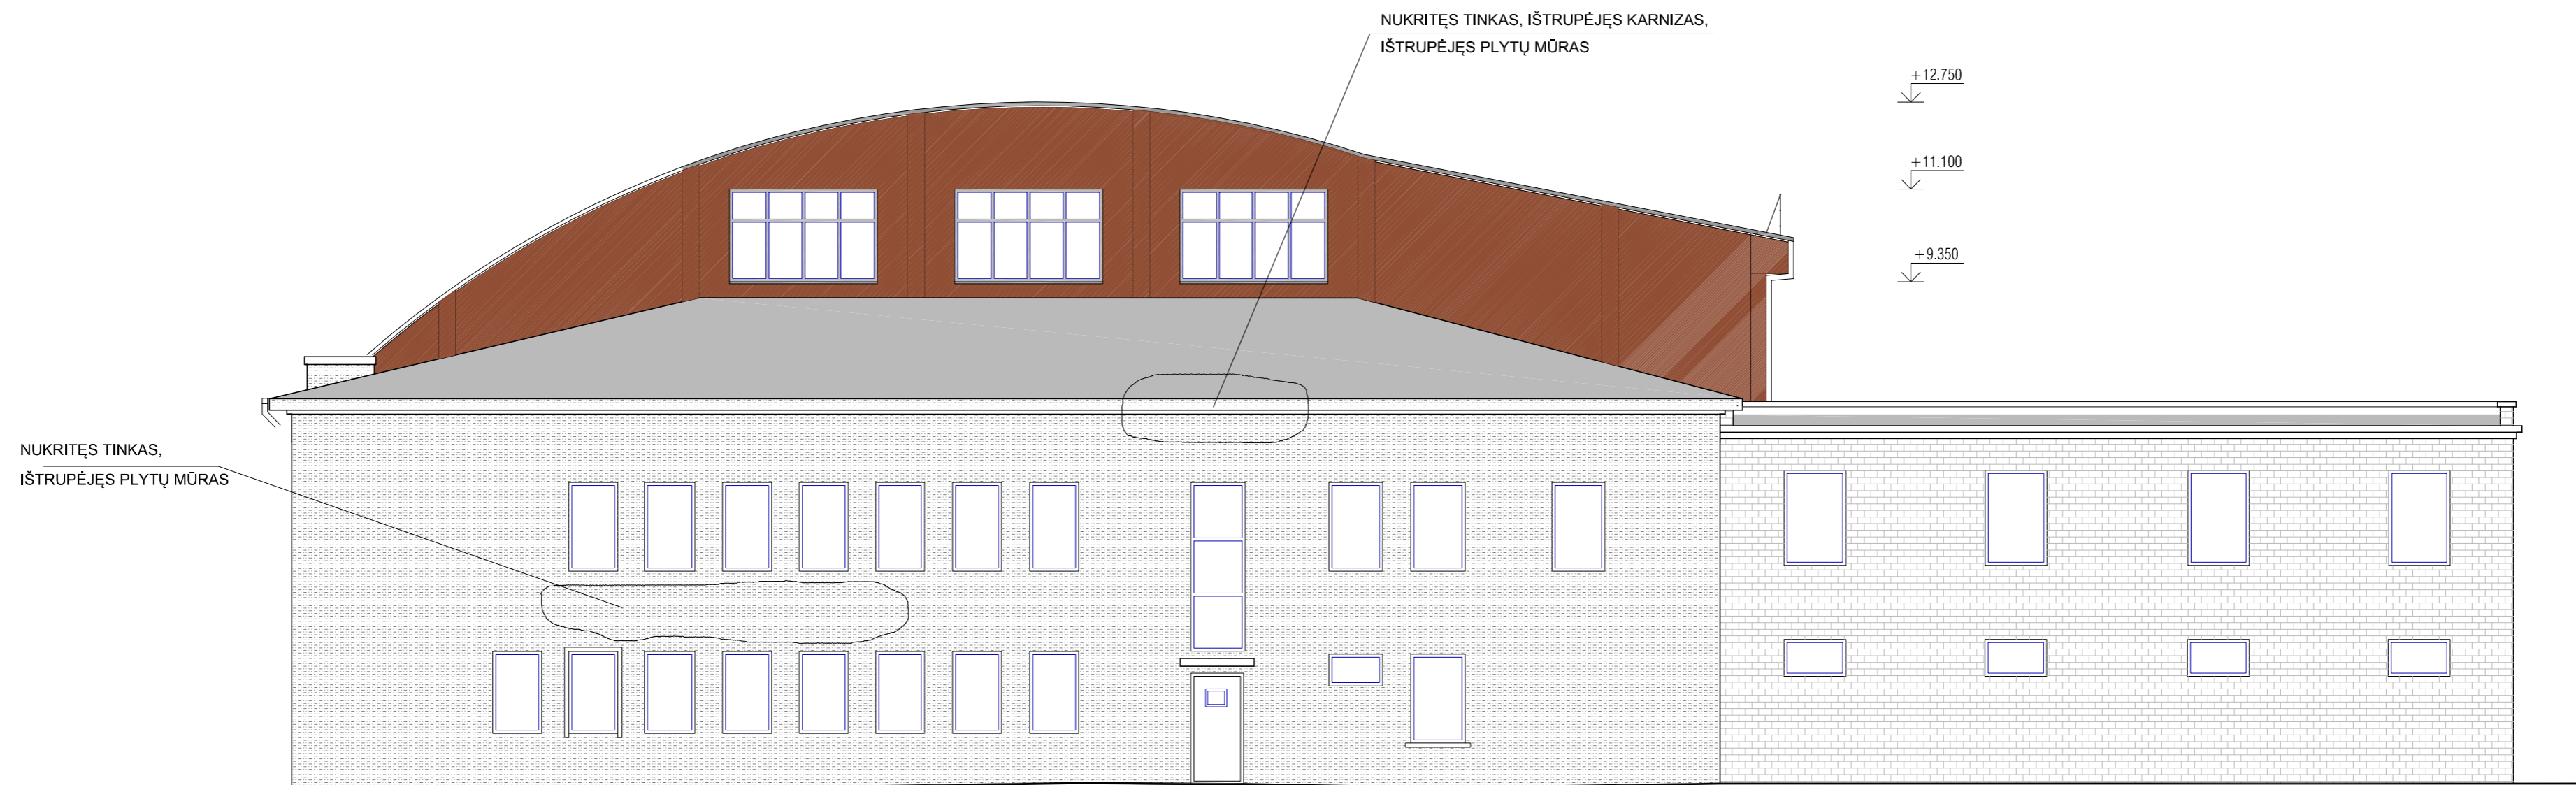 NUKRITĘS TINKAS, IŠTRUPĖJĘS KARNIZAS,
IŠTRUPĖJĘS PLYTŲ MŪRAS
+12.750
+11.100
+9.350
NUKRITĘS TINKAS,
IŠTRUPĖJĘS PLYTŲ MŪRAS